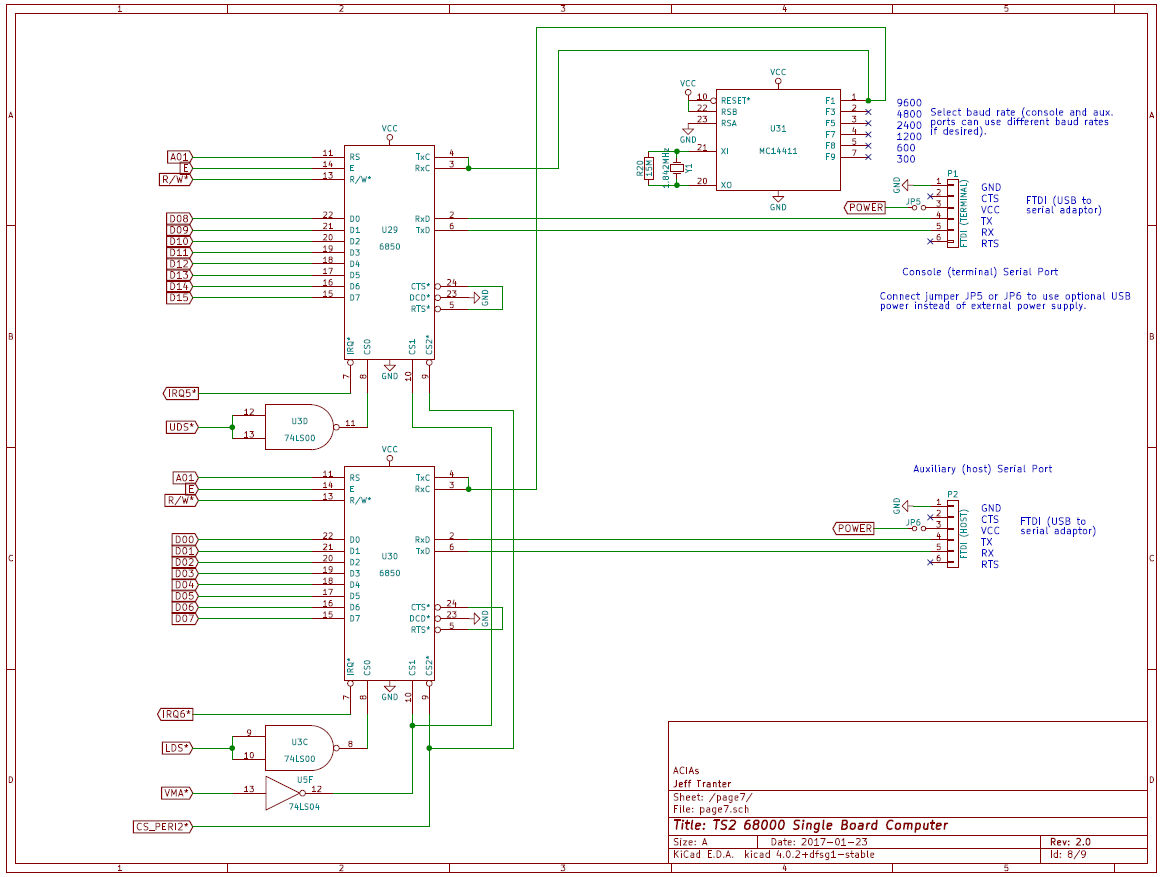 1 2 3 4 5
A
B
C
D
A
B
C
D
1 2 3 4 5
VCC
A01 11 RS TxC 4
E 14 E RxC 3
R/W* 13 R/W*
D08 22 D0 RxD 2
D09 21 D1 TxD 6
D10 20 D2
D11 19 D3
D12 18 D4
D13 17 D5
D14 16 D6 CTS* 24
D15 15 D7 DCD* 23 GND
RTS* 5
U29
6850
IRQ* CS0 CS1 CS2*
7 8 GND 10 9
IRQ5*
UDS* 12 13 U3D 74LS00 11
VCC
A01 11 RS TxC 4
E 14 E RxC 3
R/W* 13 R/W*
D00 22 D0 RxD 2
D01 21 D1 TxD 6
D02 20 D2
D03 19 D3
D04 18 D4
D05 17 D5
D06 16 D6 CTS* 24
D07 15 D7 DCD* 23 GND
RTS* 5
U30
6850
IRQ* CS0 CS1 CS2*
7 8 GND 10 9
IRQ6*
LDS* 9 10 U3C 74LS00 8
VMA* 13 U5F 12
74LS04
CS_PERI2*
VCC VCC
10 RESET* F1 1 9600
22 RSB F3 2 4800
23 RSA F5 3 2400
GND F7 4 1200
21 XI F8 5 600
20 XO F9 7 300
U31
MC14411
GND
R20 15M 1.842MHz Y1
Select baud rate (console and aux.
ports can use different baud rates
if desired).
P1
GND 1 GND
2 CTS
POWER JP5 3 VCC
4 TX
5 RX
6 RTS
FTDI (TERMINAL)
FTDI (USB to
serial adaptor)
Console (terminal) Serial Port
Connect jumper JP5 or JP6 to use optional USB
power instead of external power supply.
Auxiliary (host) Serial Port
P2
GND 1 GND
2 CTS
POWER JP6 3 VCC
4 TX
5 RX
6 RTS
FTDI (HOST)
FTDI (USB to
serial adaptor)
ACIAs
Jeff Tranter
Sheet: /page7/
File: page7.sch
Title: TS2 68000 Single Board Computer
Size: A Date: 2017-01-23 Rev: 2.0
KiCad E.D.A. kicad 4.0.2+dfsg1-stable Id: 8/9